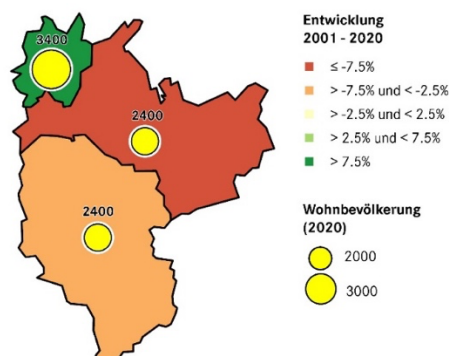 3400
2400
2400
Entwicklung
2001 - 2020
≤ -7.5%
> -7.5% und < -2.5%
> -2.5% und < 2.5%
> 2.5% und < 7.5%
> 7.5%
Wohnbevölkerung
(2020)
2000
3000